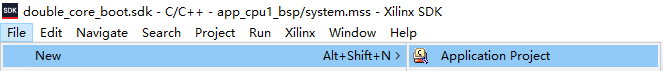 SDK double_core_boot.sdk - C/C++ - app_cpu1_bsp/system.mss - Xilinx SDK
File Edit Navigate Search Project Run Xilinx Window Help
New Alt+Shift+N > Application Project